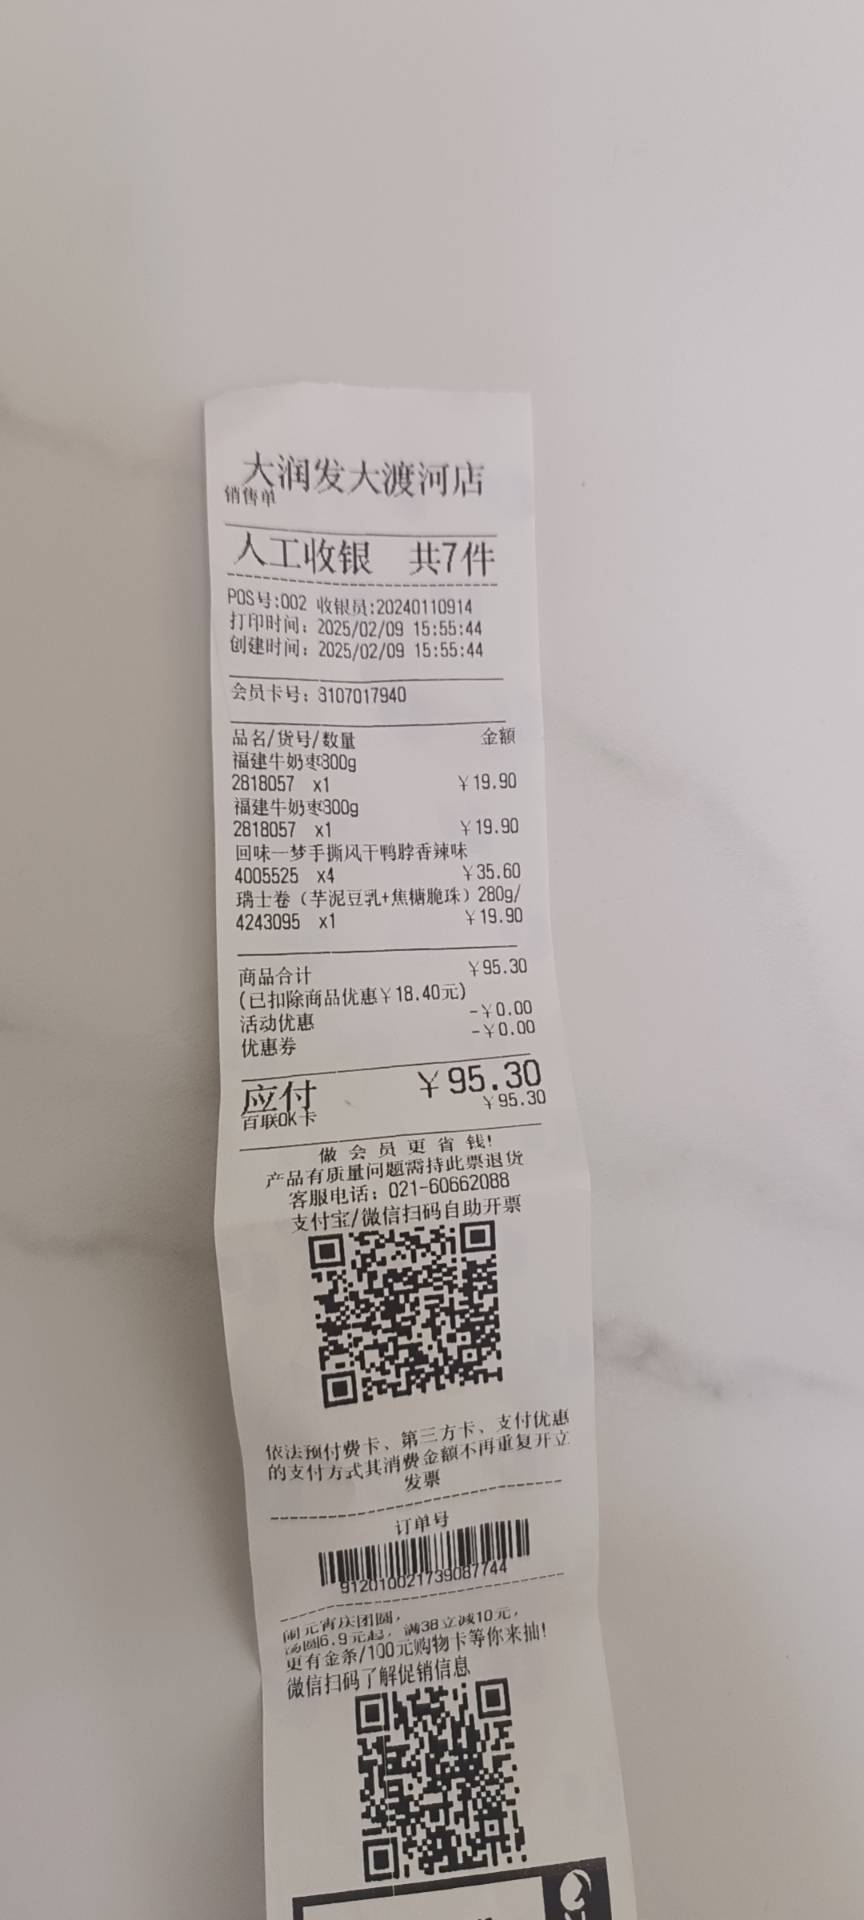 大润发大渡河店
销售单
人工收银 共7件
POS号:002 收银员:20240110914
打印时间：2025/02/09 15:55:44
创建时间：2025/02/09 15:55:44
会员卡号：3107017940
品名/货号/数量 金额
福建牛奶枣300g
2818057 x1 ￥19.90
福建牛奶枣300g
2818057 x1 ￥19.90
回味一梦手撕风干鸭脖香辣味
4005525 x4 ￥35.60
瑞士卷（芋泥豆乳+焦糖脆珠）280g/
4243095 x1 ￥19.90
商品合计 ￥95.30
(已扣除商品优惠￥18.40元)
活动优惠 -￥0.00
优惠券 -￥0.00
应付 ￥95.30
百联OK卡 ￥95.30
做会员更省钱!
产品有质量问题需持此票退货
客服电话：021-60662088
支付宝/微信扫码自助开票
依法预付费卡、第三方卡、支付优惠
的支付方式其消费金额不再重复开立
发票
订单号
912010021739087744
闹元宵庆团圆，
汤圆6.9元起，满38立减10元，
更有金条/100元购物卡等你来抽!
微信扫码了解促销信息